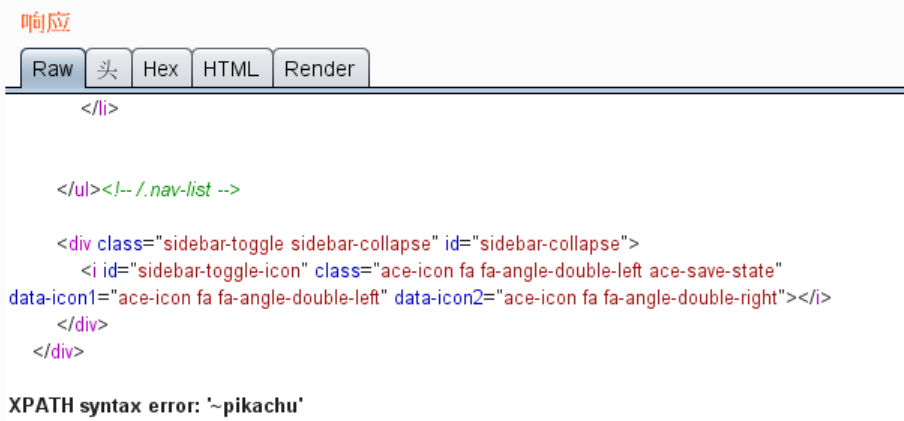 响应
Raw 头 Hex HTML Render
</li>
</ul><!-- /.nav-list -->
<div class="sidebar-toggle sidebar-collapse" id="sidebar-collapse">
<i id="sidebar-toggle-icon" class="ace-icon fa fa-angle-double-left ace-save-state"
data-icon1="ace-icon fa fa-angle-double-left" data-icon2="ace-icon fa fa-angle-double-right"></i>
</div>
</div>
XPATH syntax error: '~pikachu'